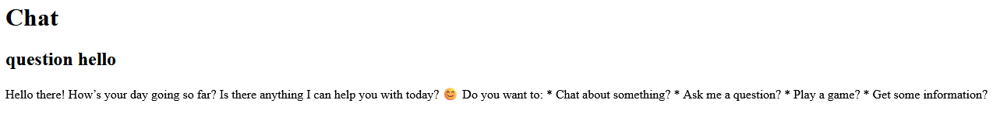 Chat
question hello
Hello there! How’s your day going so far? Is there anything I can help you with today? 😊 Do you want to: * Chat about something? * Ask me a question? * Play a game? * Get some information?